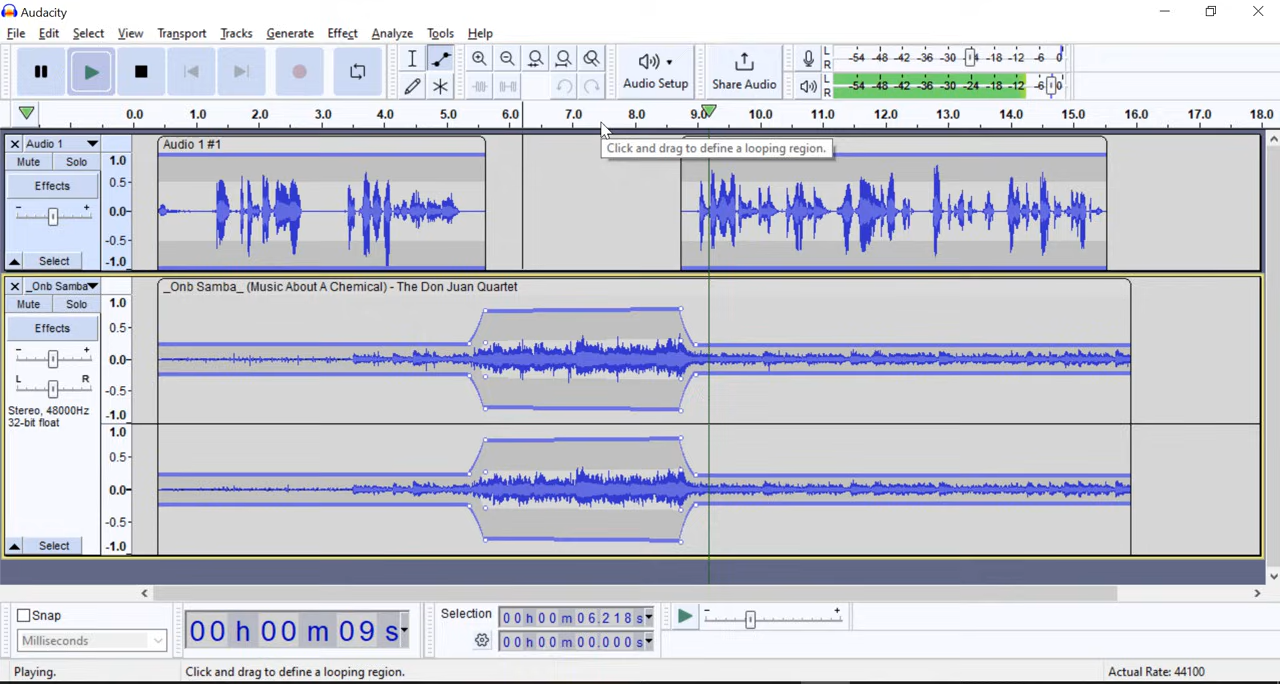 Audacity
File Edit Select View Transport Tracks Generate Effect Analyze Tools Help
Audio Setup
Share Audio
L
R
-54 -48 -42 -36 -30 -18 -12 -6 0
L
R
-54 -48 -42 -36 -30 -24 -18 -12 -6 0
0.0 1.0 2.0 3.0 4.0 5.0 6.0 7.0 8.0 9.0 10.0 11.0 12.0 13.0 14.0 15.0 16.0 17.0 18.0
Click and drag to define a looping region.
Audio 1
Audio 1 #1
Mute Solo
Effects
- +
Select
1.0
0.5-
0.0-
-0.5-
-1.0
_Onb Samba
_Onb Samba_ (Music About A Chemical) - The Don Juan Quartet
Mute Solo
Effects
- +
L R
Stereo, 48000Hz
32-bit float
Select
1.0
0.5-
0.0-
-0.5-
-1.0
1.0
0.5-
0.0-
-0.5-
-1.0
Snap
Milliseconds
00 h 00 m 09 s
Selection
00 h 00 m 06.218 s
00 h 00 m 00.000 s
- +
Playing.
Click and drag to define a looping region.
Actual Rate: 44100